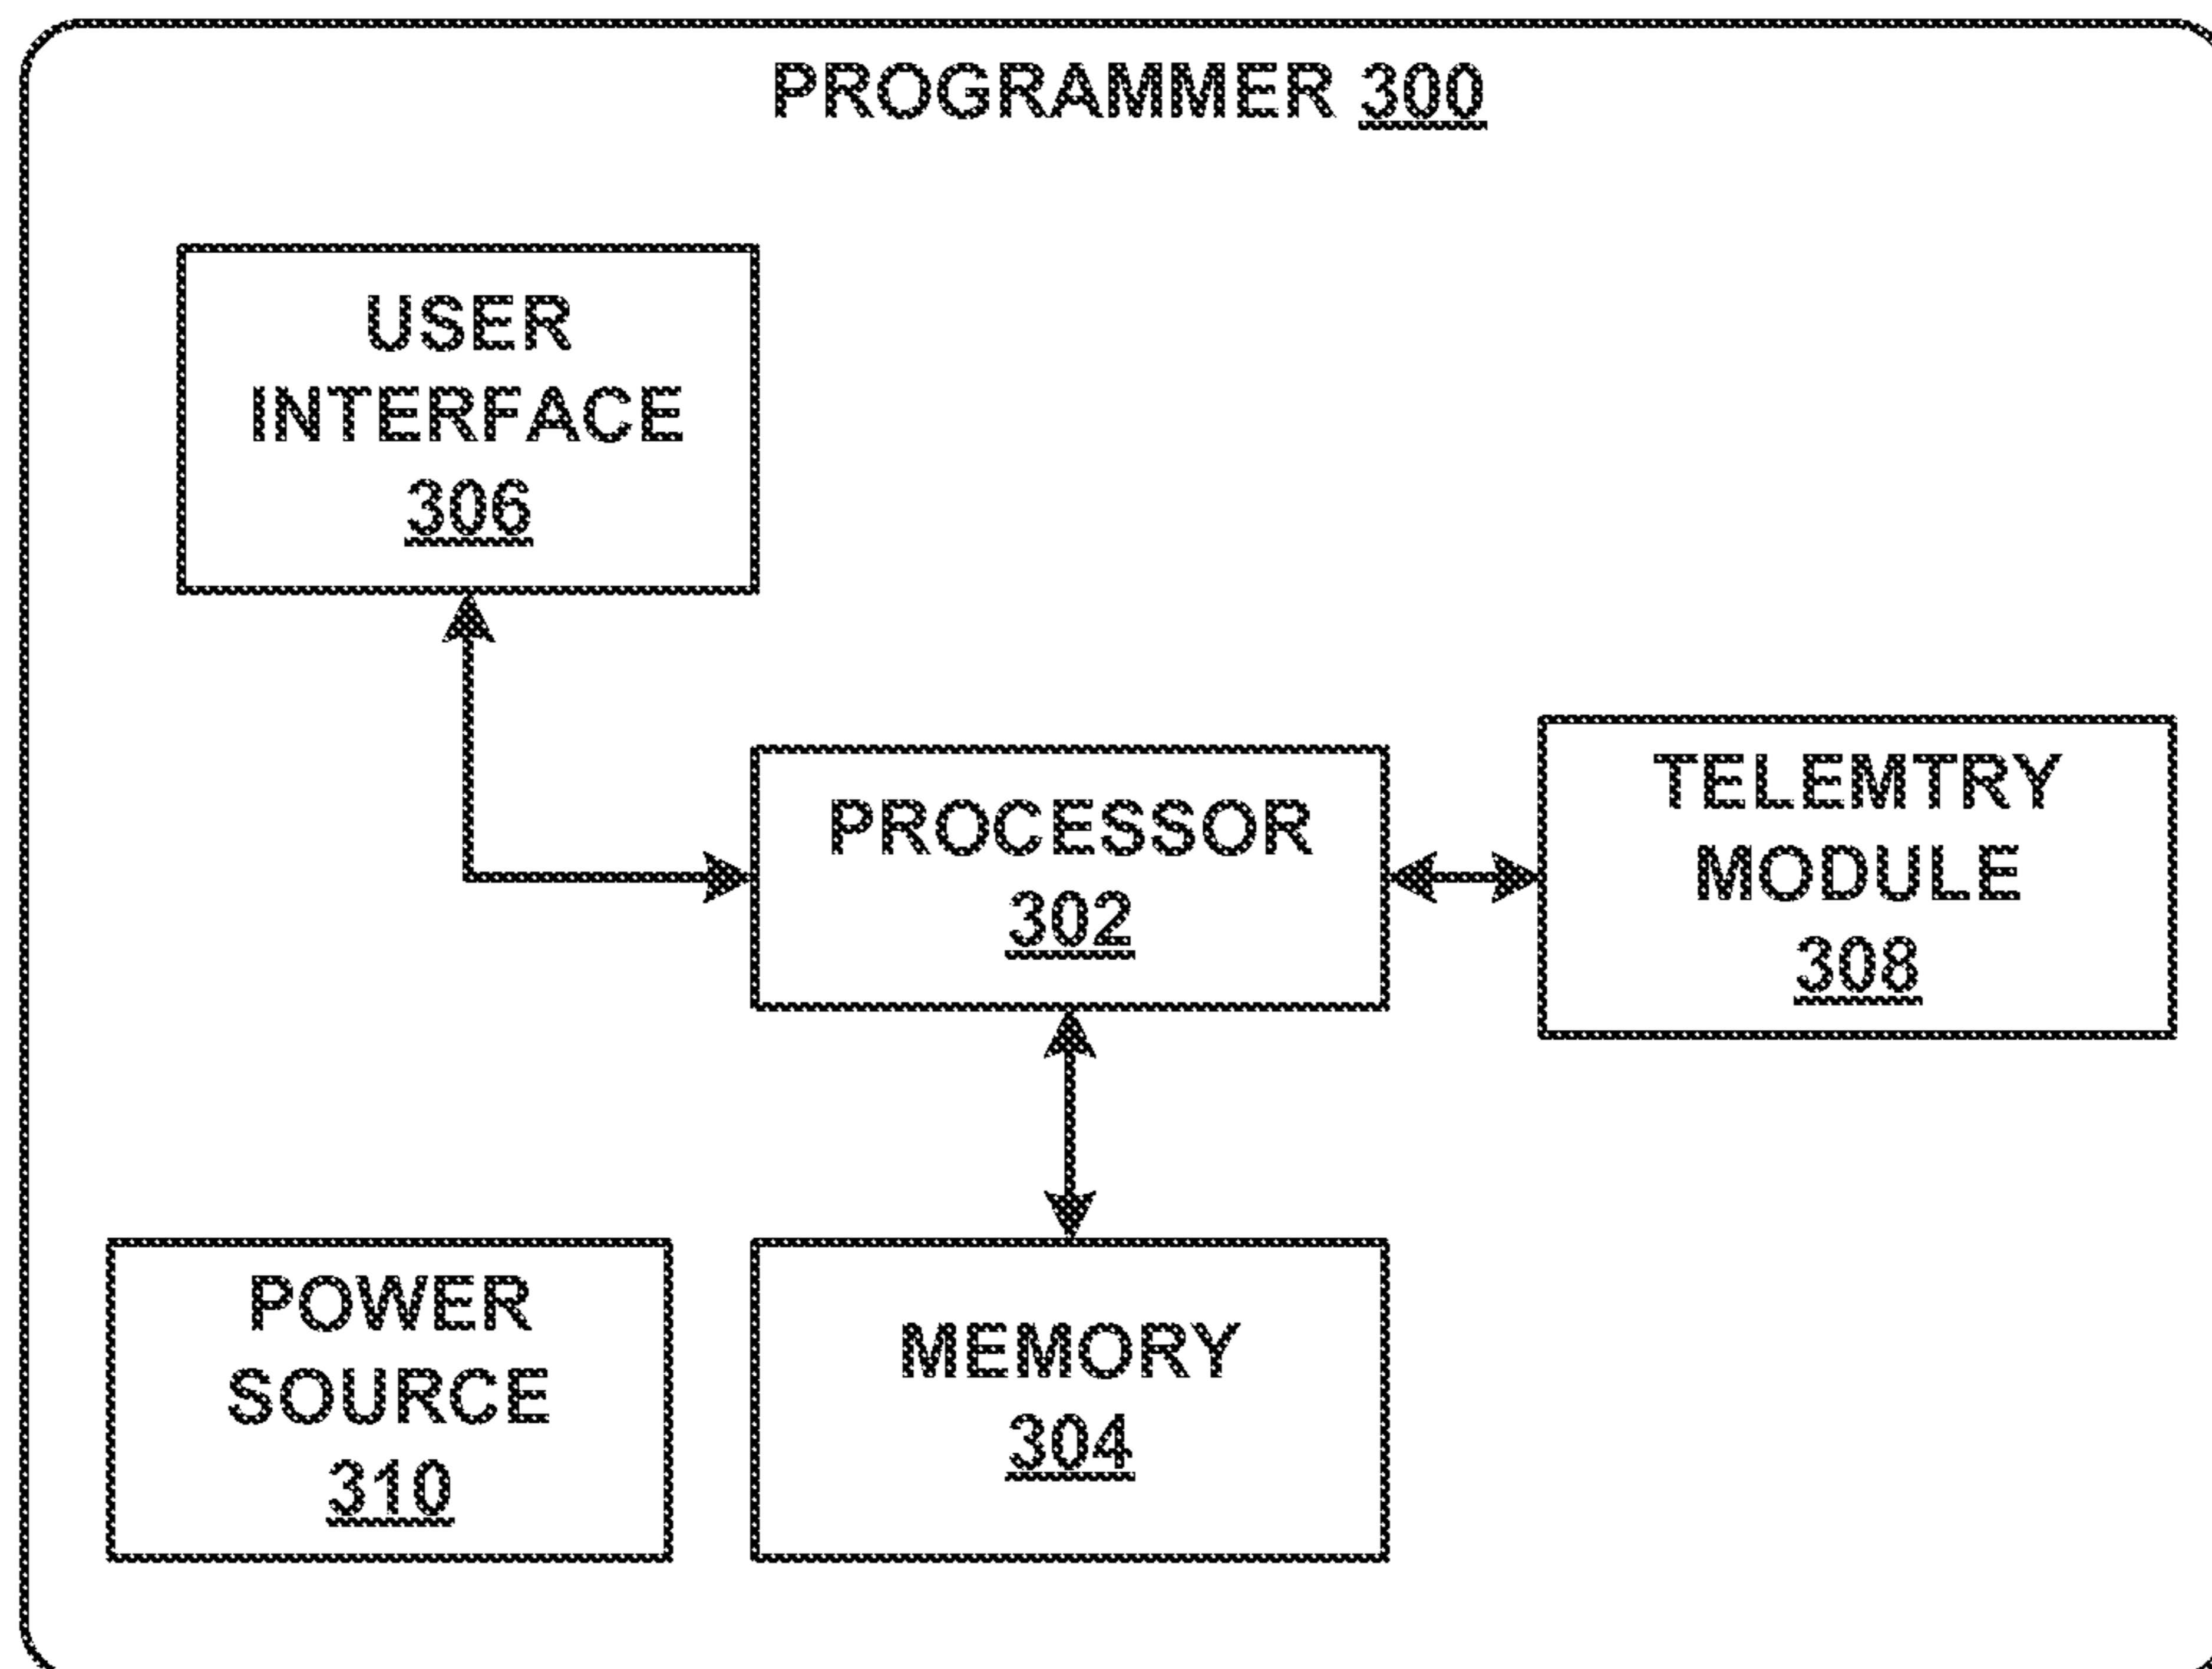 PROGRAMMER 300
USER
INTERFACE
306
PROCESSOR
302
TELEMTRY
MODULE
308
POWER
SOURCE
310
MEMORY
304